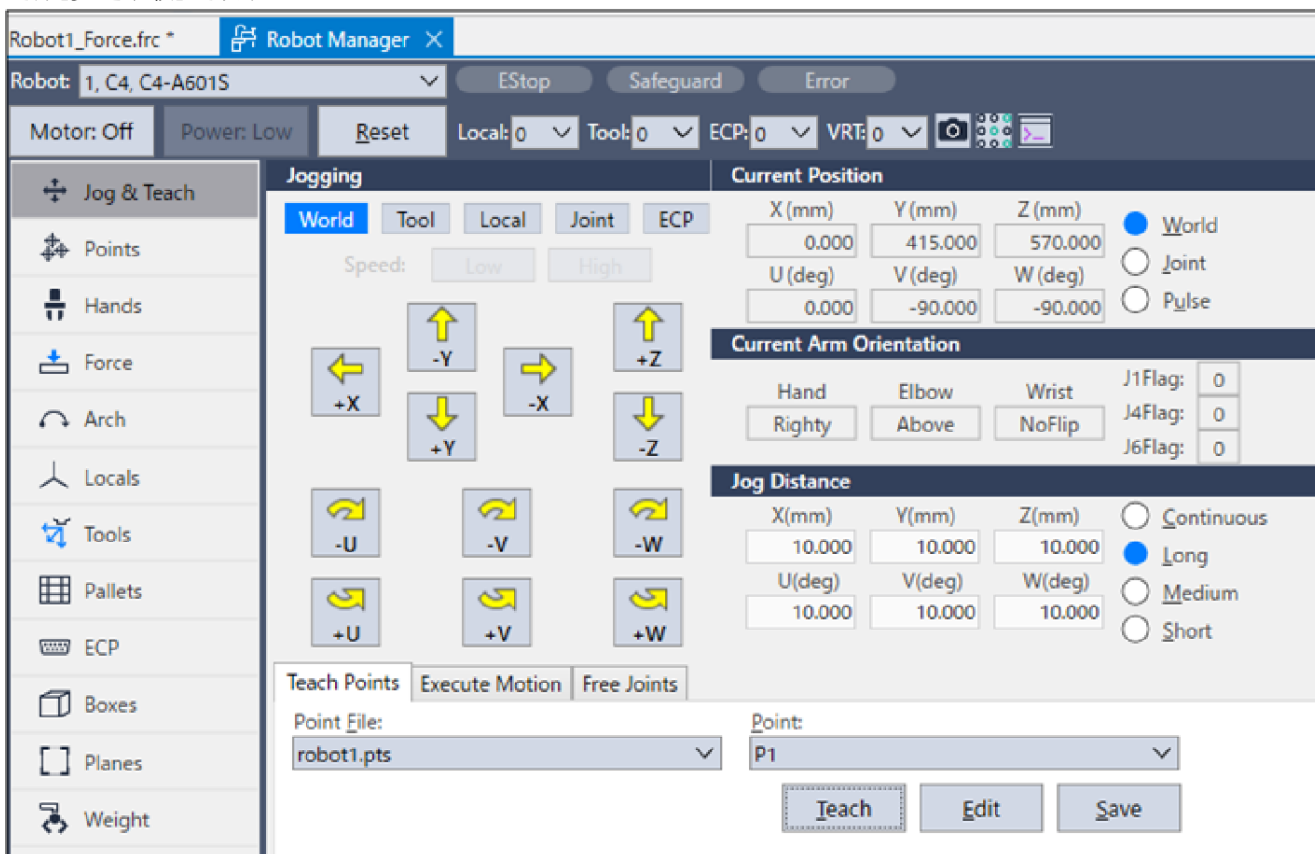 Robot1_Force.frc *
Robot Manager
Robot: 1, C4, C4-A601S EStop Safeguard Error
Motor: Off Power: Low Reset Local: 0 Tool: 0 ECP: 0 VRT: 0
Jog & Teach
Points
Hands
Force
Arch
Locals
Tools
Pallets
ECP
Boxes
Planes
Weight
Jogging
World Tool Local Joint ECP
Speed: Low High
-Y +Z
+X -X
+Y -Z
-U -V -W
+U +V +W
Current Position
X (mm) Y (mm) Z (mm)
0.000 415.000 570.000
U (deg) V (deg) W (deg)
0.000 -90.000 -90.000
World
Joint
Pulse
Current Arm Orientation
Hand Elbow Wrist
Righty Above NoFlip
J1Flag: 0
J4Flag: 0
J6Flag: 0
Jog Distance
X(mm) Y(mm) Z(mm)
10.000 10.000 10.000
U(deg) V(deg) W(deg)
10.000 10.000 10.000
Continuous
Long
Medium
Short
Teach Points Execute Motion Free Joints
Point File: Point:
robot1.pts P1
Teach Edit Save